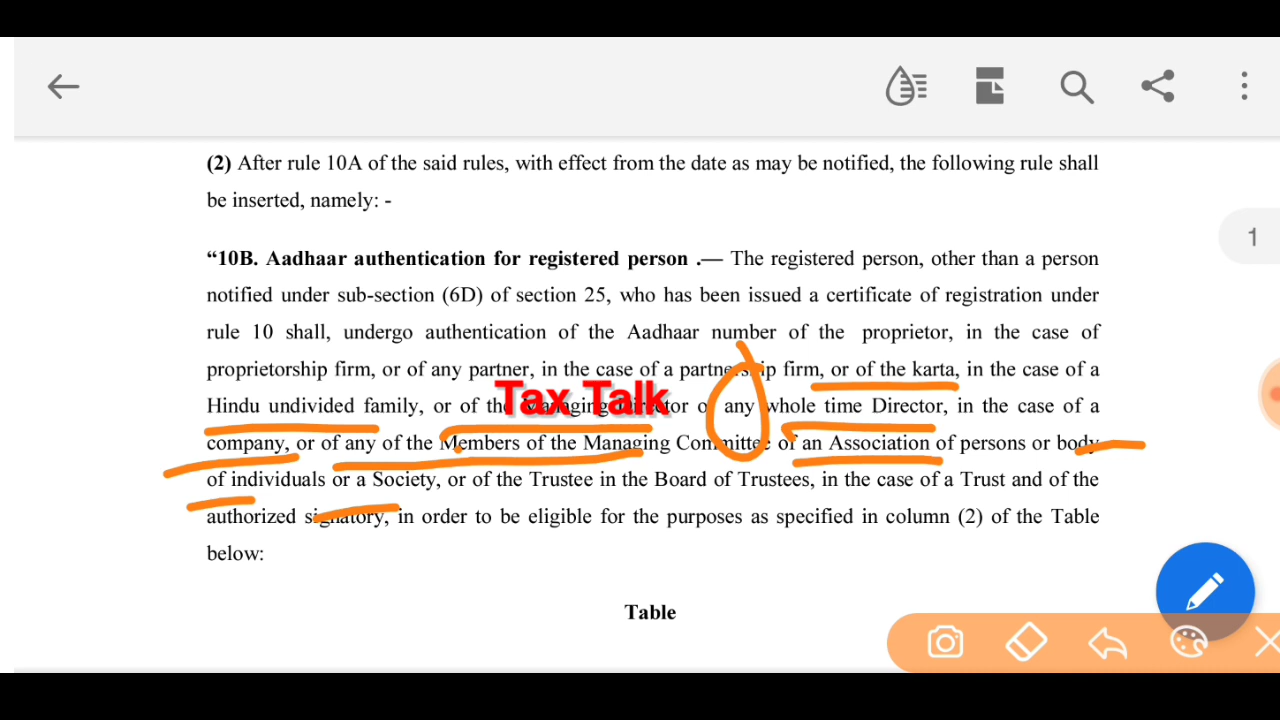 (2) After rule 10A of the said rules, with effect from the date as may be notified, the following rule shall
be inserted, namely: -
1
“10B. Aadhaar authentication for registered person .— The registered person, other than a person
notified under sub-section (6D) of section 25, who has been issued a certificate of registration under
rule 10 shall, undergo authentication of the Aadhaar number of the proprietor, in the case of
proprietorship firm, or of any partner, in the case of a partnership firm, or of the karta, in the case of a
Tax Talk
Hindu undivided family, or of the Managing Director or any whole time Director, in the case of a
company, or of any of the Members of the Managing Committee of an Association of persons or body
of individuals or a Society, or of the Trustee in the Board of Trustees, in the case of a Trust and of the
authorized signatory, in order to be eligible for the purposes as specified in column (2) of the Table
below:
Table